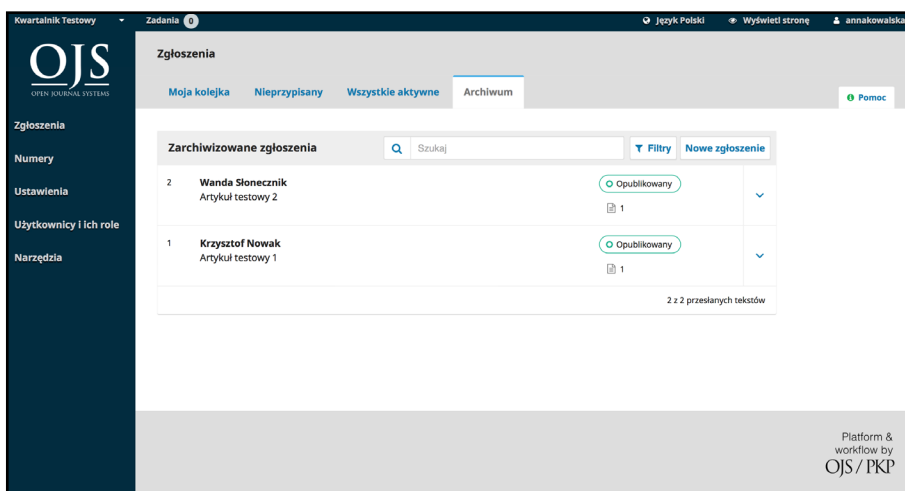 Kwartalnik Testowy
Zadania 0
Język Polski
Wyświetl stronę
annakowalska
OJS
OPEN JOURNAL SYSTEMS
Zgłoszenia
Numery
Ustawienia
Użytkownicy i ich role
Narzędzia
Zgłoszenia
Moja kolejka
Nieprzypisany
Wszystkie aktywne
Archiwum
Pomoc
Zarchiwizowane zgłoszenia
Szukaj
Filtry
Nowe zgłoszenie
2
Wanda Słonecznik
Artykuł testowy 2
Opublikowany
1
1
Krzysztof Nowak
Artykuł testowy 1
Opublikowany
1
2 z 2 przesłanych tekstów
Platform &
workflow by
OJS / PKP